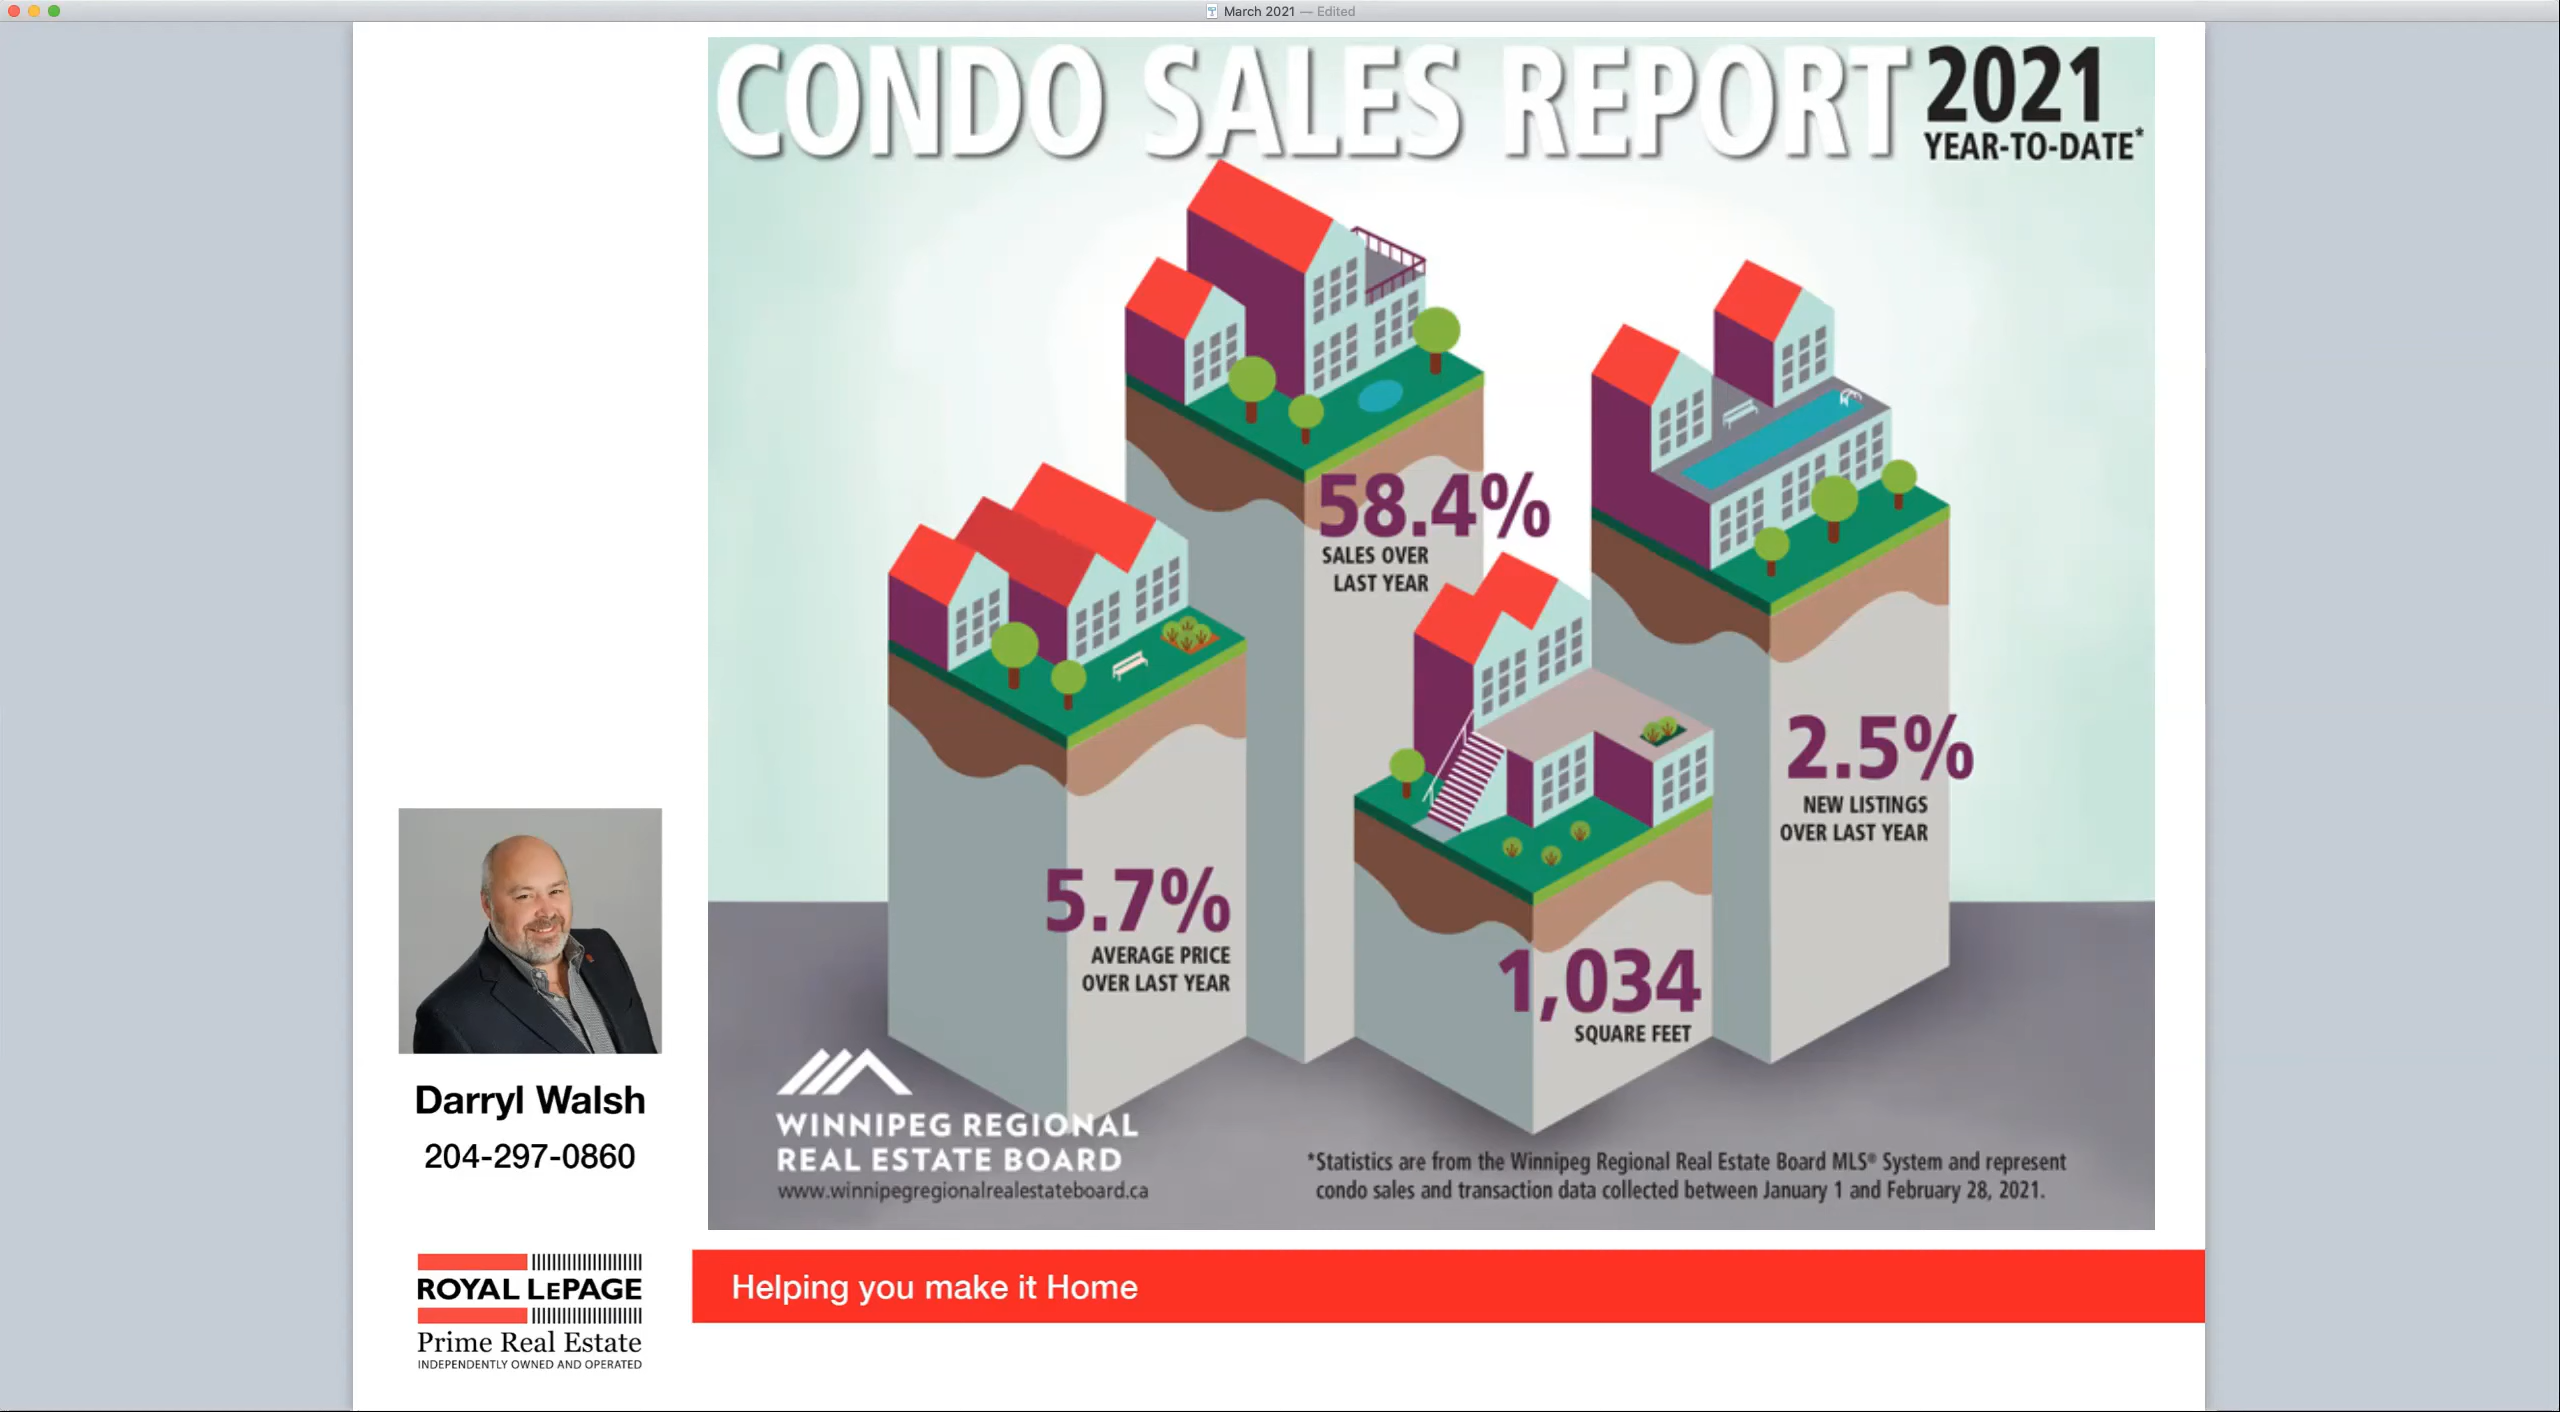 March 2021 — Edited
CONDO SALES REPORT 2021
YEAR-TO-DATE*
58.4%
SALES OVER
LAST YEAR
2.5%
NEW LISTINGS
OVER LAST YEAR
5.7%
AVERAGE PRICE
OVER LAST YEAR
1,034
SQUARE FEET
WINNIPEG REGIONAL
REAL ESTATE BOARD
www.winnipegregionalrealestateboard.ca
*Statistics are from the Winnipeg Regional Real Estate Board MLS® System and represent
condo sales and transaction data collected between January 1 and February 28, 2021.
Darryl Walsh
204-297-0860
ROYAL LEPAGE
Prime Real Estate
INDEPENDENTLY OWNED AND OPERATED
Helping you make it Home